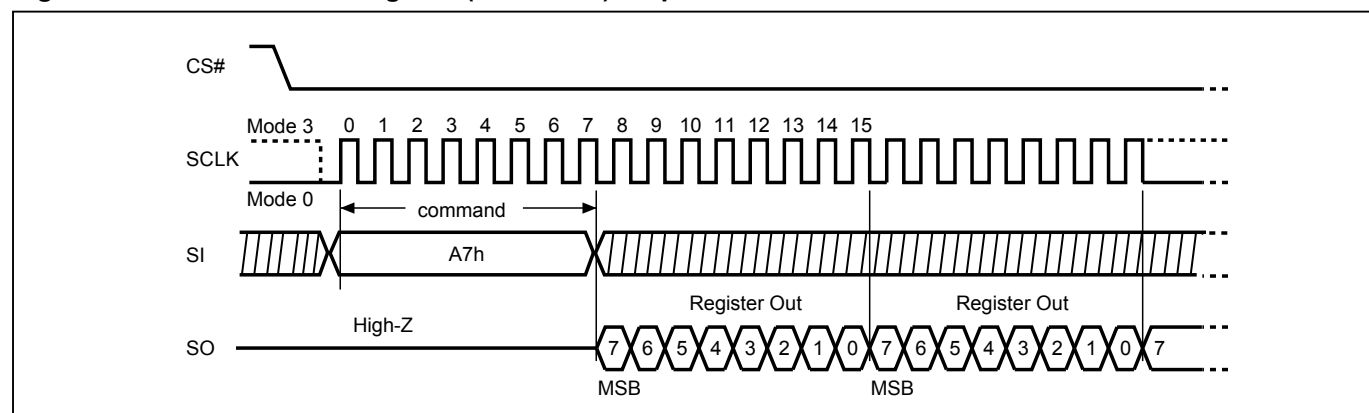 CS#
Mode 3
0 1 2 3 4 5 6 7 8 9 10 11 12 13 14 15
SCLK
Mode 0
command
SI
A7h
Register Out Register Out
High-Z
SO
7 6 5 4 3 2 1 0 7 6 5 4 3 2 1 0 7
MSB MSB